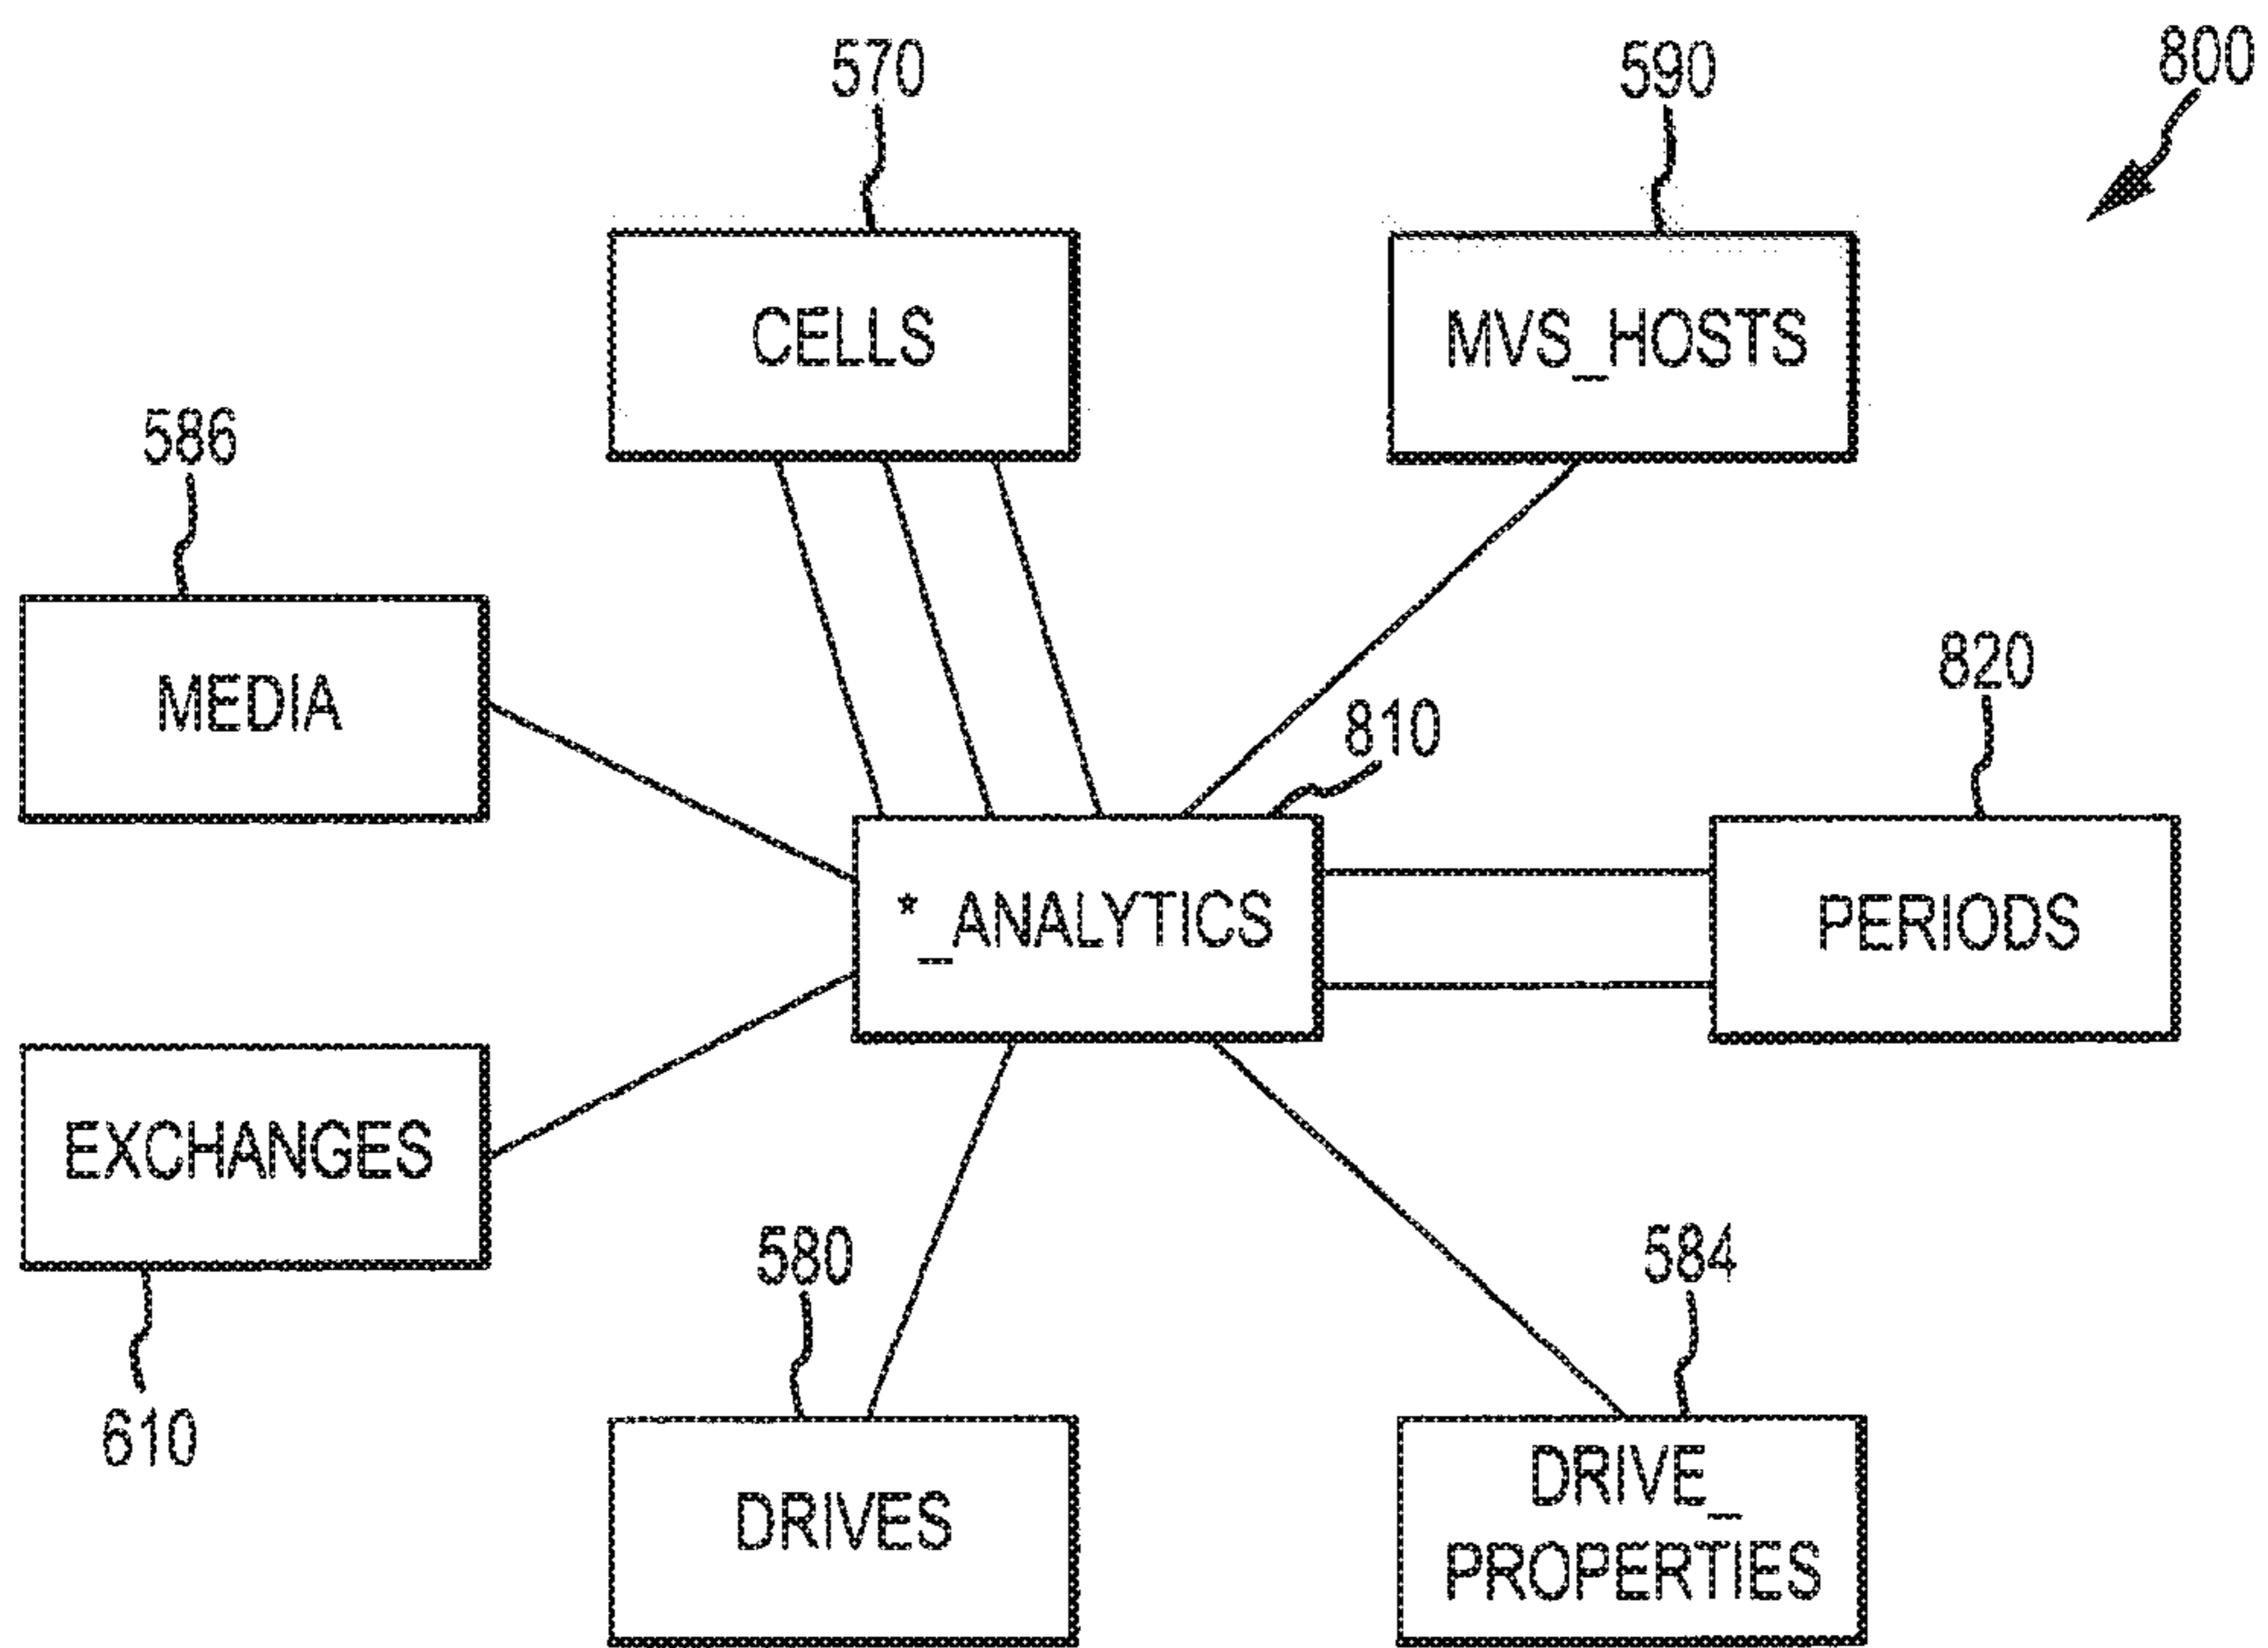 570
590
800
CELLS
MVS_HOSTS
586
MEDIA
820
810
*_ANALYTICS
PERIODS
EXCHANGES
580
584
610
DRIVES
DRIVE_
PROPERTIES